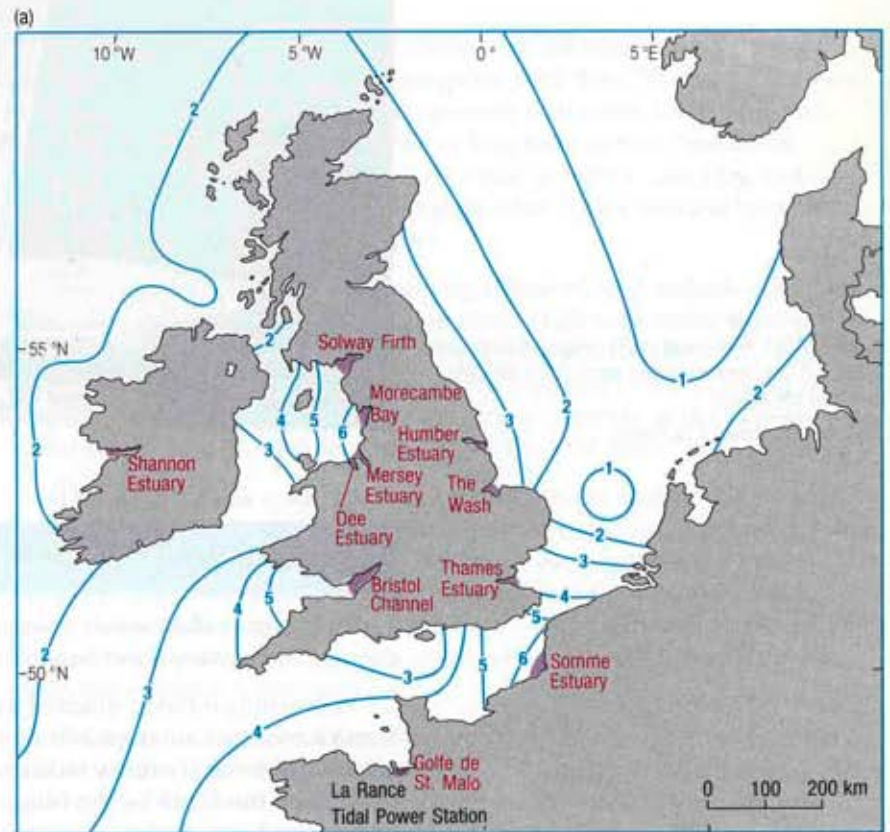 (a)
10 °W
5 °W
0 °
5 °E
2
2
55 °N
Solway Firth
1
4
5
Morecambe
Bay
2
2
6
3
2
Humber
Estuary
3
1
Shannon
Estuary
Mersey
Estuary
The
Wash
Dee
Estuary
2
3
Thames
Estuary
5
4
Bristol
Channel
4
5
2
50 °N
3
3
5
6
Somme
Estuary
4
Golfe de
St. Malo
La Rance
Tidal Power Station
0 100 200 km